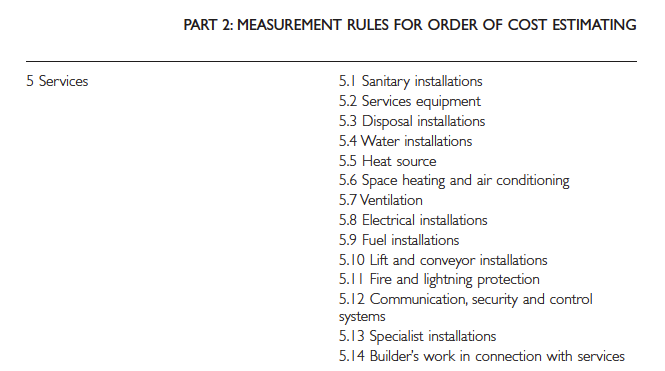 PART 2: MEASUREMENT RULES FOR ORDER OF COST ESTIMATING
5 Services
5.1 Sanitary installations
5.2 Services equipment
5.3 Disposal installations
5.4 Water installations
5.5 Heat source
5.6 Space heating and air conditioning
5.7 Ventilation
5.8 Electrical installations
5.9 Fuel installations
5.10 Lift and conveyor installations
5.11 Fire and lightning protection
5.12 Communication, security and control
systems
5.13 Specialist installations
5.14 Builder's work in connection with services